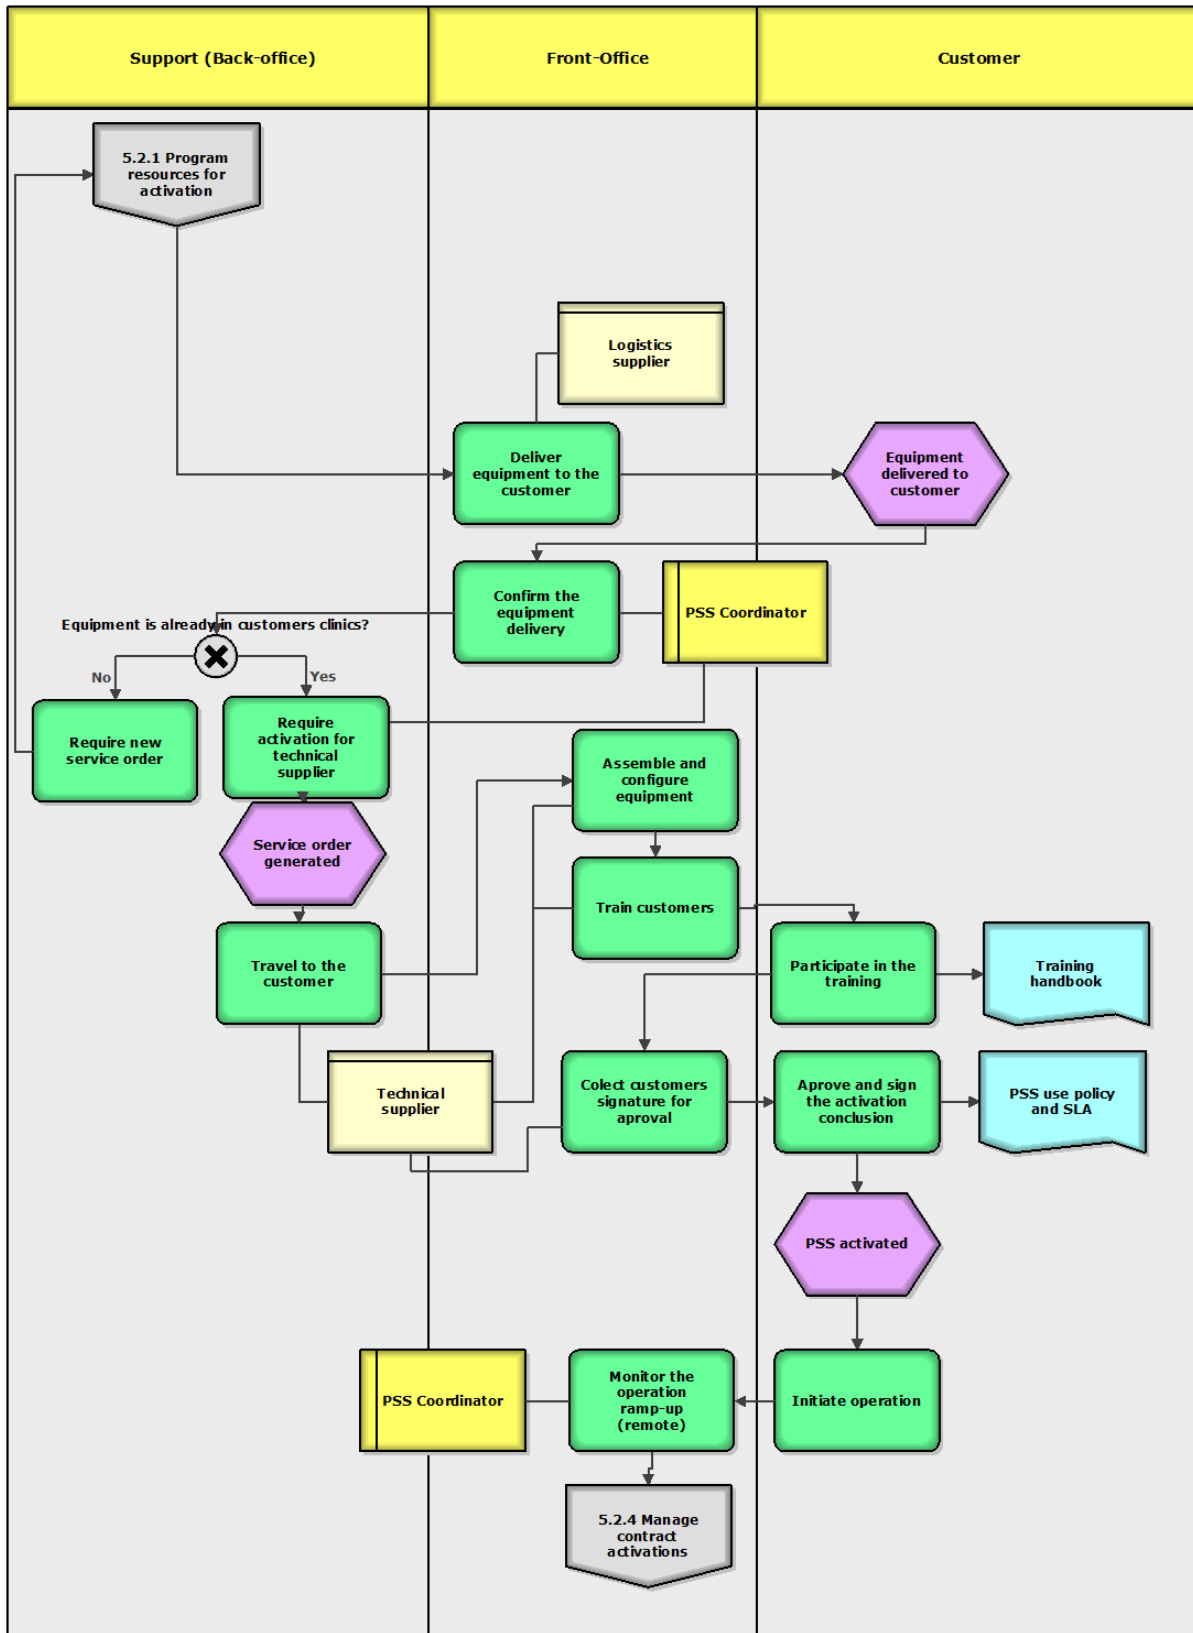 Support (Back-office)
Front-Office
Customer
5.2.1 Program
resources for
activation
Logistics
supplier
Deliver
equipment to the
customer
Equipment
delivered to
customer
Confirm the
equipment
delivery
PSS Coordinator
Equipment is already in customers clinics?
No
Yes
Require new
service order
Require
activation for
technical
supplier
Assemble and
configure
equipment
Service order
generated
Train customers
Travel to the
customer
Participate in the
training
Training
handbook
Technical
supplier
Colect customers
signature for
aproval
Aprove and sign
the activation
conclusion
PSS use policy
and SLA
PSS activated
PSS Coordinator
Monitor the
operation
ramp-up
(remote)
Initiate operation
5.2.4 Manage
contract
activations